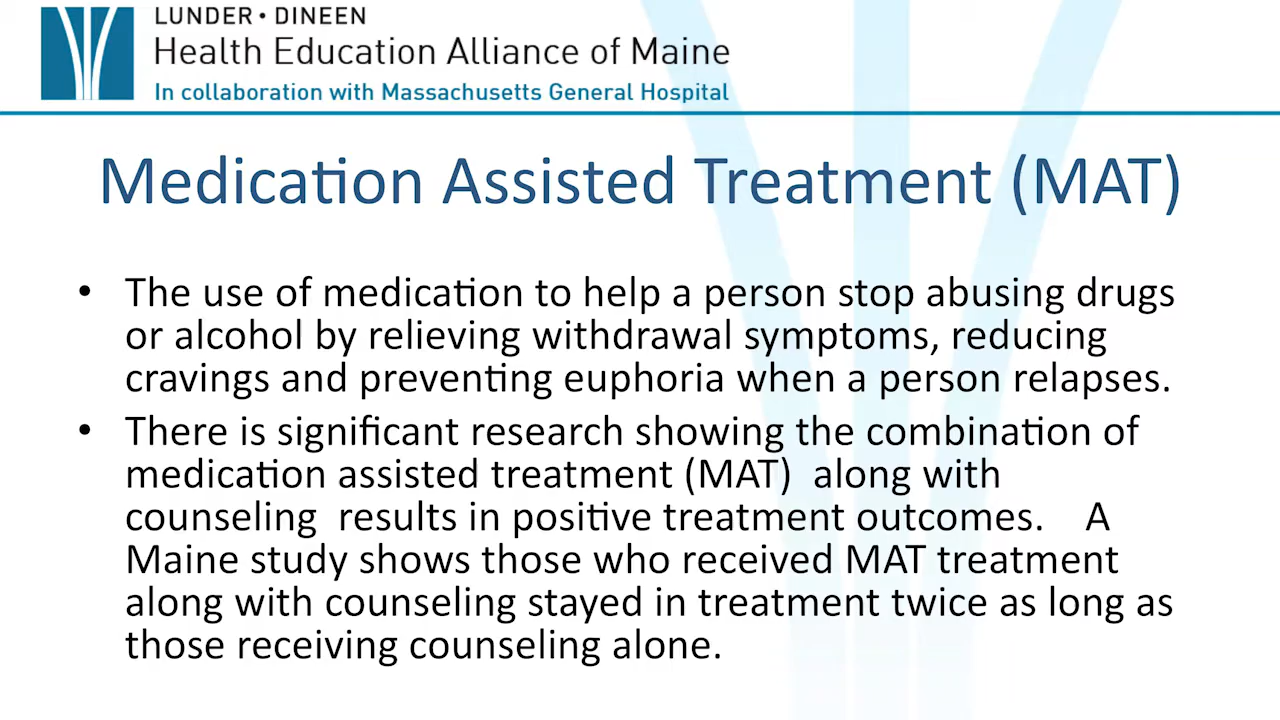 LUNDER • DINEEN
Health Education Alliance of Maine
In collaboration with Massachusetts General Hospital
Medication Assisted Treatment (MAT)
• The use of medication to help a person stop abusing drugs
or alcohol by relieving withdrawal symptoms, reducing
cravings and preventing euphoria when a person relapses.
• There is significant research showing the combination of
medication assisted treatment (MAT)  along with
counseling  results in positive treatment outcomes.    A
Maine study shows those who received MAT treatment
along with counseling stayed in treatment twice as long as
those receiving counseling alone.